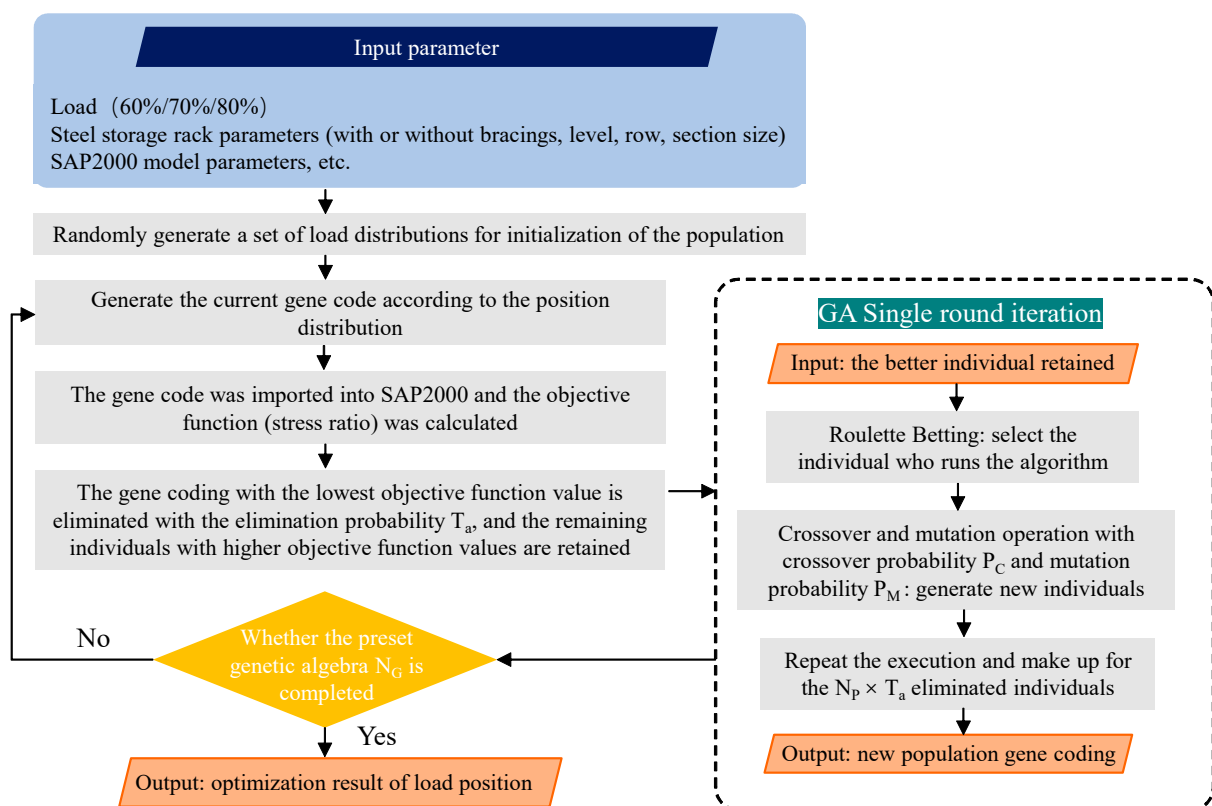 Input parameter
Load（60%/70%/80%）
Steel storage rack parameters (with or without bracings, level, row, section size)
SAP2000 model parameters, etc.
Randomly generate a set of load distributions for initialization of the population
Generate the current gene code according to the position
distribution
The gene code was imported into SAP2000 and the objective
function (stress ratio) was calculated
The gene coding with the lowest objective function value is
eliminated with the elimination probability Tₐ, and the remaining
individuals with higher objective function values are retained
No
Whether the preset
genetic algebra N_G is
completed
Yes
Output: optimization result of load position
GA Single round iteration
Input: the better individual retained
Roulette Betting: select the
individual who runs the algorithm
Crossover and mutation operation with
crossover probability P_C and mutation
probability P_M : generate new individuals
Repeat the execution and make up for
the N_P × Tₐ eliminated individuals
Output: new population gene coding